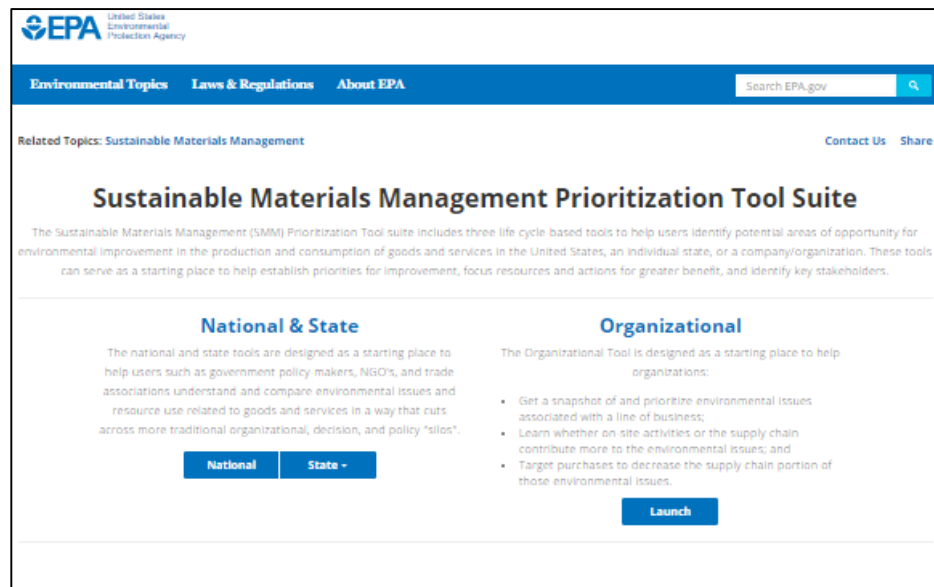 EPA United States
Environmental
Protection Agency
Environmental Topics Laws & Regulations About EPA Search EPA.gov
Related Topics: Sustainable Materials Management Contact Us Share
Sustainable Materials Management Prioritization Tool Suite
The Sustainable Materials Management (SMM) Prioritization Tool suite includes three life cycle based tools to help users identify potential areas of opportunity for
environmental improvement in the production and consumption of goods and services in the United States, an individual state, or a company/organization. These tools
can serve as a starting place to help establish priorities for improvement, focus resources and actions for greater benefit, and identify key stakeholders.
National & State
The national and state tools are designed as a starting place to
help users such as government policy makers, NGO's, and trade
associations understand and compare environmental issues and
resource use related to goods and services in a way that cuts
across more traditional organizational, decision, and policy "silos".
National State
Organizational
The Organizational Tool is designed as a starting place to help
organizations:
• Get a snapshot of and prioritize environmental issues
associated with a line of business;
• Learn whether on site activities or the supply chain
contribute more to the environmental issues; and
• Target purchases to decrease the supply chain portion of
those environmental issues.
Launch